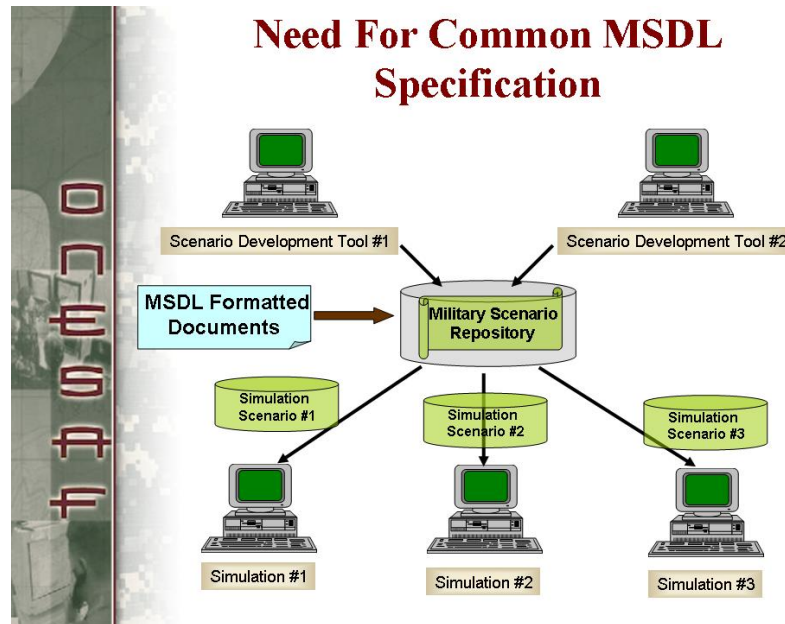 Need For Common MSDL
Specification
ONESAF
Scenario Development Tool #1
Scenario Development Tool #2
MSDL Formatted
Documents
Military Scenario
Repository
Simulation
Scenario #1
Simulation
Scenario #2
Simulation
Scenario #3
Simulation #1
Simulation #2
Simulation #3